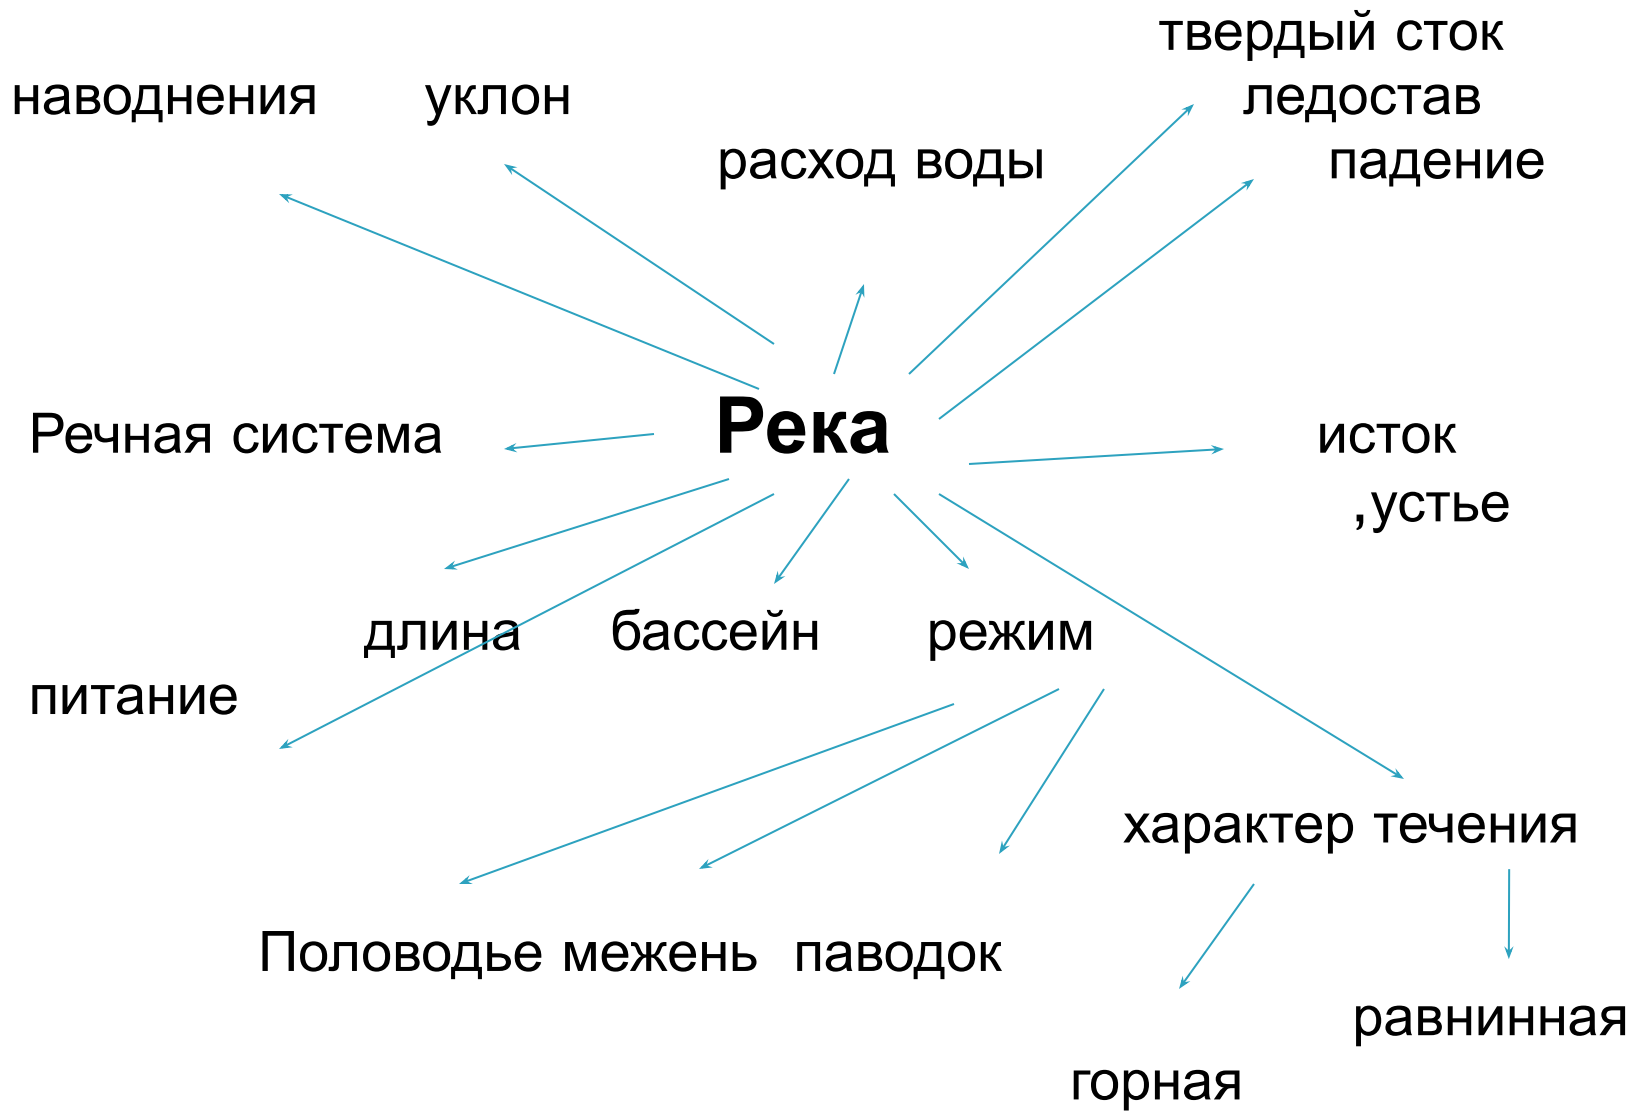 твердый сток
наводнения уклон ледостав
расход воды падение
Речная система Река исток
,устье
длина бассейн режим
питание
характер течения
Половодье межень паводок
равнинная
горная